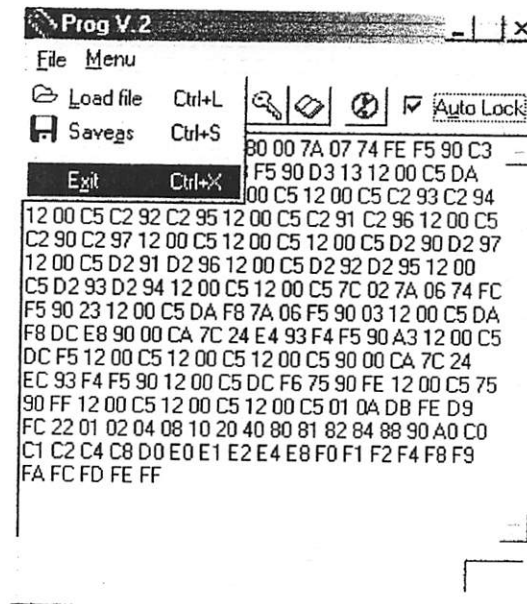 Prog V.2
File Menu
Load file Ctrl+L
Saveas Ctrl+S
Exit Ctrl+X
Auto Lock
80 00 7A 07 74 FE F5 90 C3
F5 90 D3 13 12 00 C5 DA
00 C5 12 00 C5 C2 93 C2 94
12 00 C5 C2 92 C2 95 12 00 C5 C2 91 C2 96 12 00 C5
C2 90 C2 97 12 00 C5 12 00 C5 12 00 C5 D2 90 D2 97
12 00 C5 D2 91 D2 96 12 00 C5 D2 92 D2 95 12 00
C5 D2 93 D2 94 12 00 C5 12 00 C5 7C 02 7A 06 74 FC
F5 90 23 12 00 C5 DA F8 7A 06 F5 90 03 12 00 C5 DA
F8 DC E8 90 00 CA 7C 24 E4 93 F4 F5 90 A3 12 00 C5
DC F5 12 00 C5 12 00 C5 12 00 C5 90 00 CA 7C 24
EC 93 F4 F5 90 12 00 C5 DC F6 75 90 FE 12 00 C5 75
90 FF 12 00 C5 12 00 C5 12 00 C5 01 0A DB FE D9
FC 22 01 02 04 08 10 20 40 80 81 82 84 88 90 A0 C0
C1 C2 C4 C8 D0 E0 E1 E2 E4 E8 F0 F1 F2 F4 F8 F9
FA FC FD FE FF